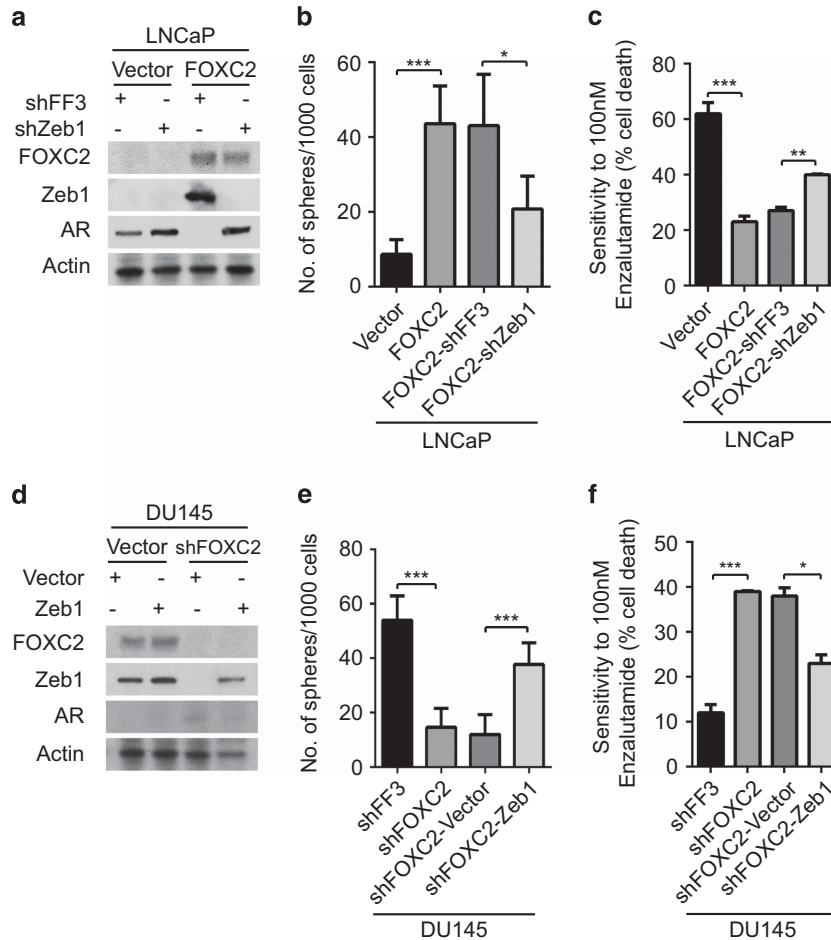 a
LNCaP
Vector FOXC2
shFF3 + - + -
shZeb1 - + - +
FOXC2
Zeb1
AR
Actin
b
No. of spheres/1000 cells
60
40
20
0
***
*
Vector
FOXC2
FOXC2-shFF3
FOXC2-shZeb1
LNCaP
c
Sensitivity to 100nM
Enzalutamide (% cell death)
80
60
40
20
0
***
**
Vector
FOXC2
FOXC2-shFF3
FOXC2-shZeb1
LNCaP
d
DU145
Vector shFOXC2
Vector + - + -
Zeb1 - + - +
FOXC2
Zeb1
AR
Actin
e
No. of spheres/1000 cells
80
60
40
20
0
***
***
shFF3
shFOXC2
shFOXC2-Vector
shFOXC2-Zeb1
DU145
f
Sensitivity to 100nM
Enzalutamide (% cell death)
50
40
30
20
10
0
***
*
shFF3
shFOXC2
shFOXC2-Vector
shFOXC2-Zeb1
DU145